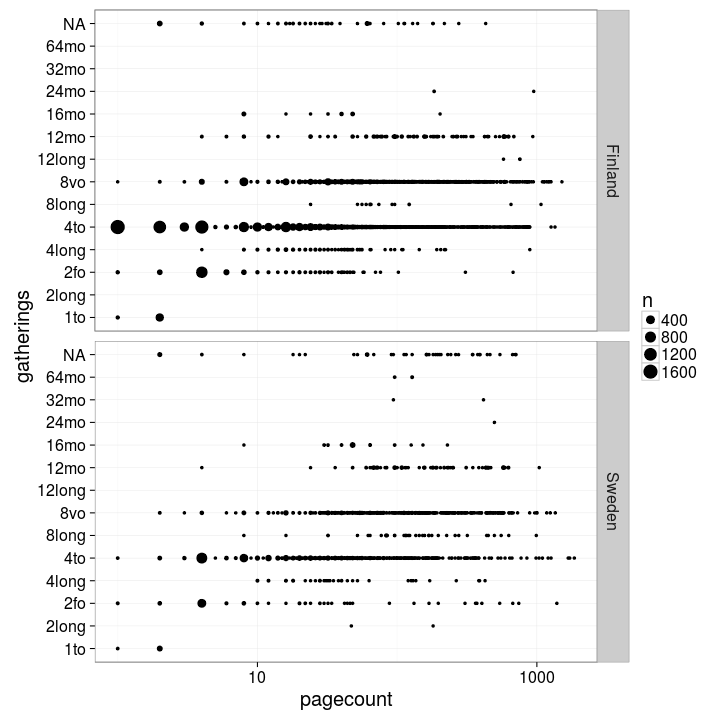 NA
64mo
32mo
24mo
16mo
12mo
12long
8vo
8long
4to
4long
2fo
2long
1to
Finland
NA
64mo
32mo
24mo
16mo
12mo
12long
8vo
8long
4to
4long
2fo
2long
1to
Sweden
gatherings
10
1000
pagecount
n
400
800
1200
1600